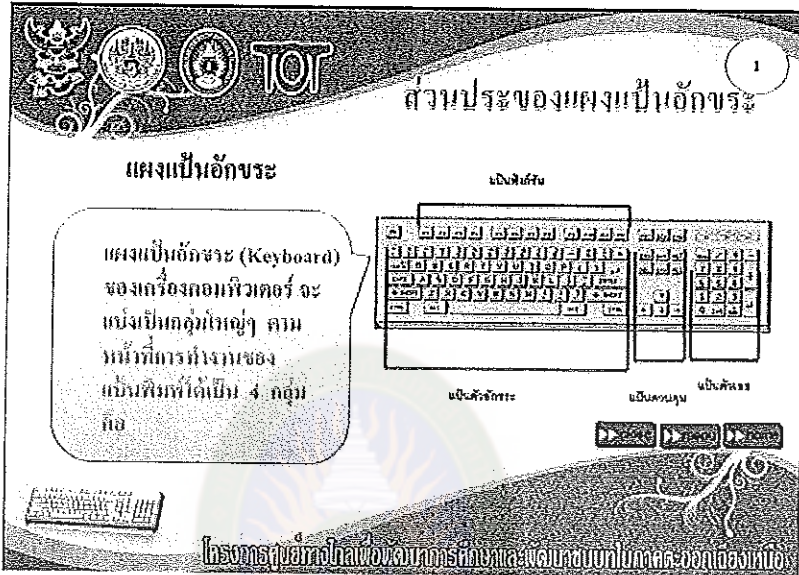 TOT
1
ส่วนประของแผงแป้นอักขระ
แผงแป้นอักขระ
แป้นฟังก์ชัน
แผงแป้นอักขระ (Keyboard)
ของเครื่องคอมพิวเตอร์ จะ
แบ่งเป็นกลุ่มใหญ่ๆ ตาม
หน้าที่การทำงานของ
แป้นพิมพ์ได้เป็น 4 กลุ่ม
คือ
แป้นตัวอักขระ
แป้นควบคุม
แป้นตัวเลข
โครงการศูนย์ทางไกลเพื่อพัฒนาการศึกษาและพัฒนาชนบทในภาคตะวันออกเฉียงเหนือ